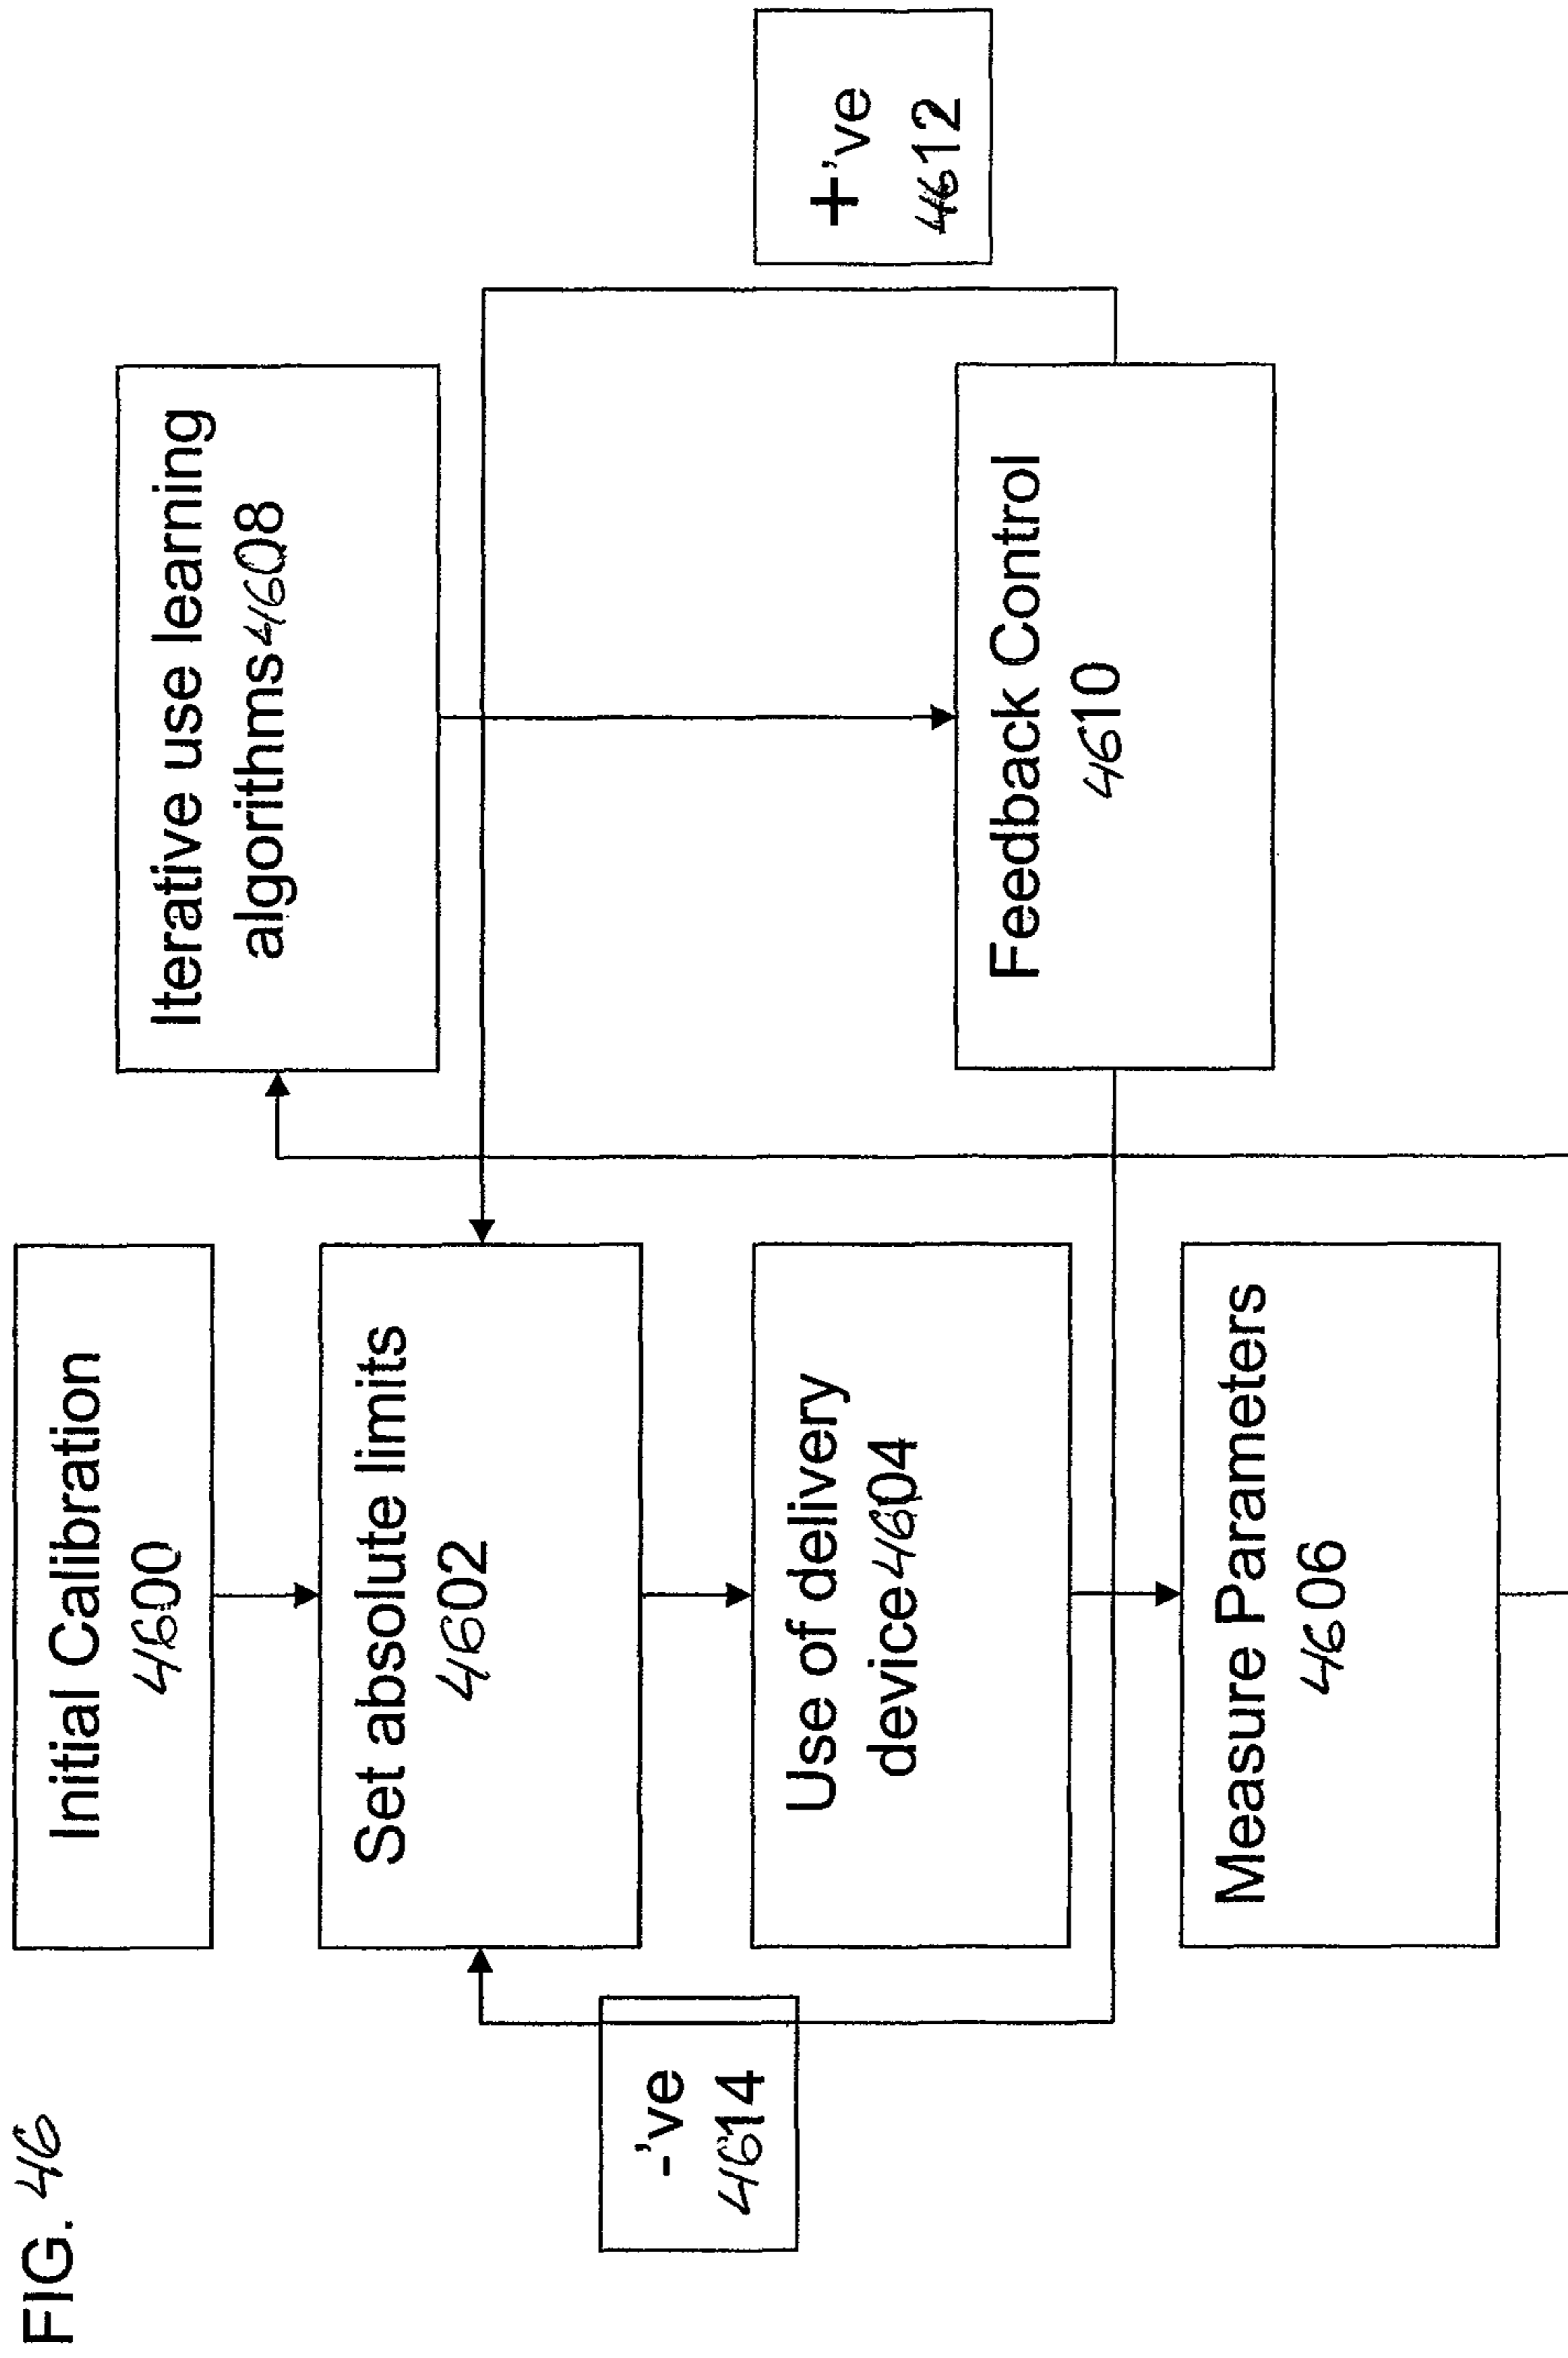 FIG. 46
Initial Calibration
4600
Set absolute limits
4602
-'ve
4614
Use of delivery
device 4604
Measure Parameters
4606
Iterative use learning
algorithms 4608
Feedback Control
4610
+'ve
4612